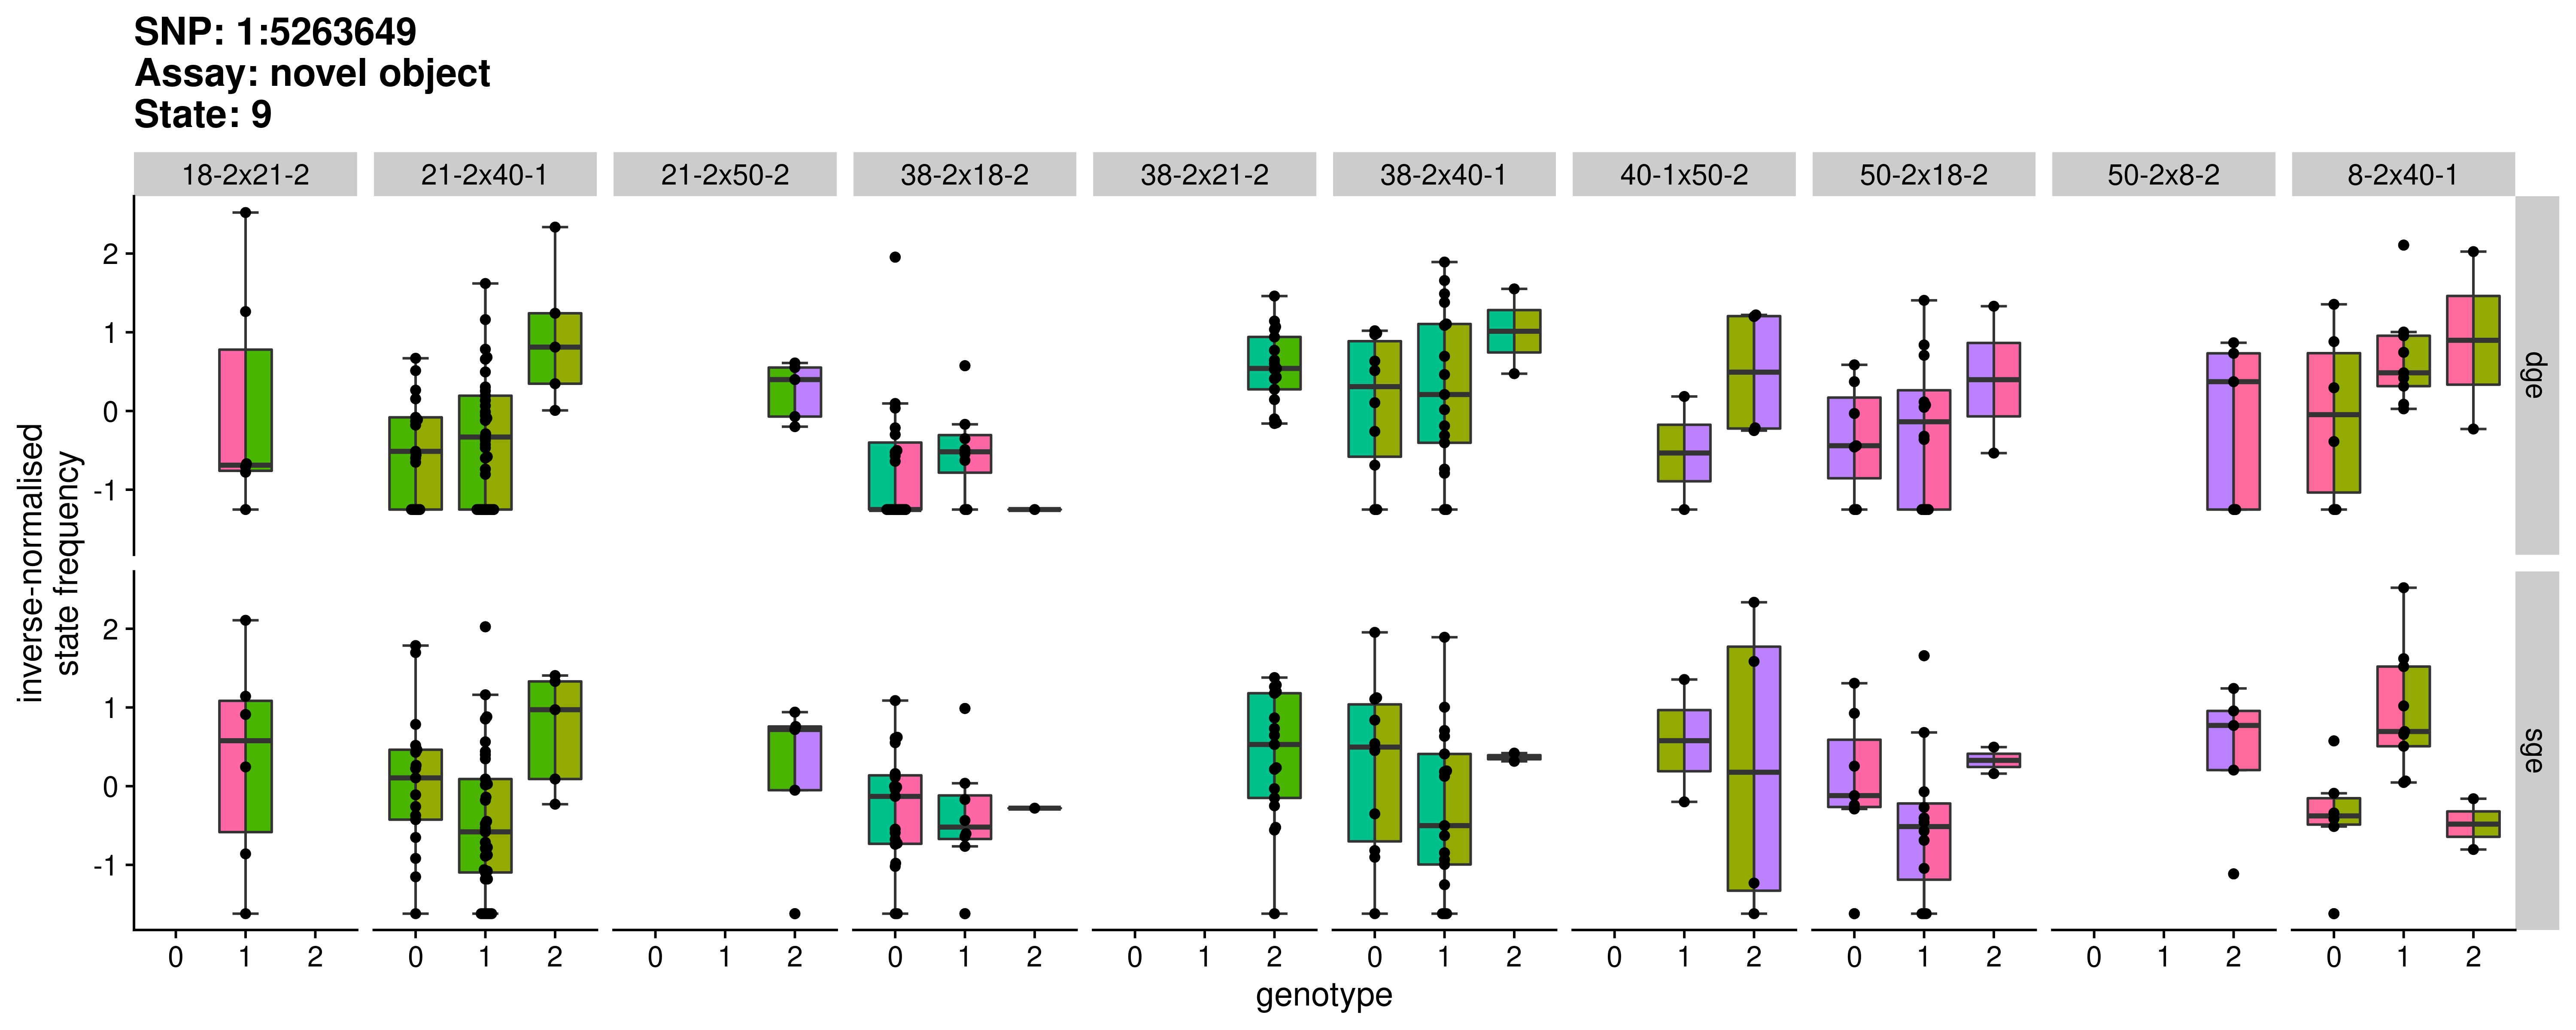 SNP: 1:5263649
Assay: novel object
State: 9
18-2x21-2 21-2x40-1 21-2x50-2 38-2x18-2 38-2x21-2 38-2x40-1 40-1x50-2 50-2x18-2 50-2x8-2 8-2x40-1
inverse-normalised
state frequency
2
1
0
-1
dge
2
1
0
-1
sge
0 1 2 0 1 2 0 1 2 0 1 2 0 1 2 0 1 2 0 1 2 0 1 2 0 1 2 0 1 2
genotype